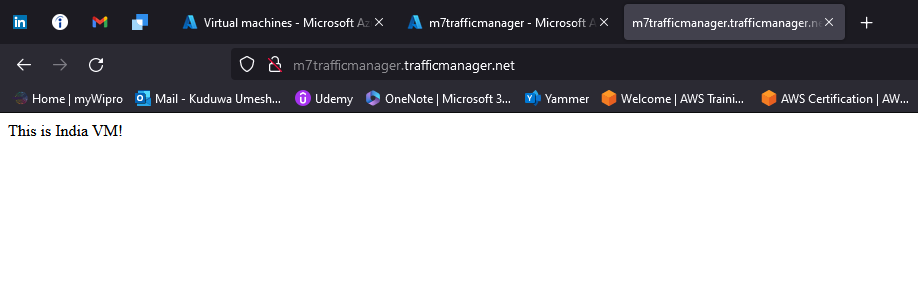 Virtual machines - Microsoft Az
m7trafficmanager - Microsoft A
m7trafficmanager.trafficmanager.ne
m7trafficmanager.trafficmanager.net
Home | myWipro
Mail - Kuduwa Umesh...
Udemy
OneNote | Microsoft 3...
Yammer
Welcome | AWS Traini...
AWS Certification | AW...
This is India VM!